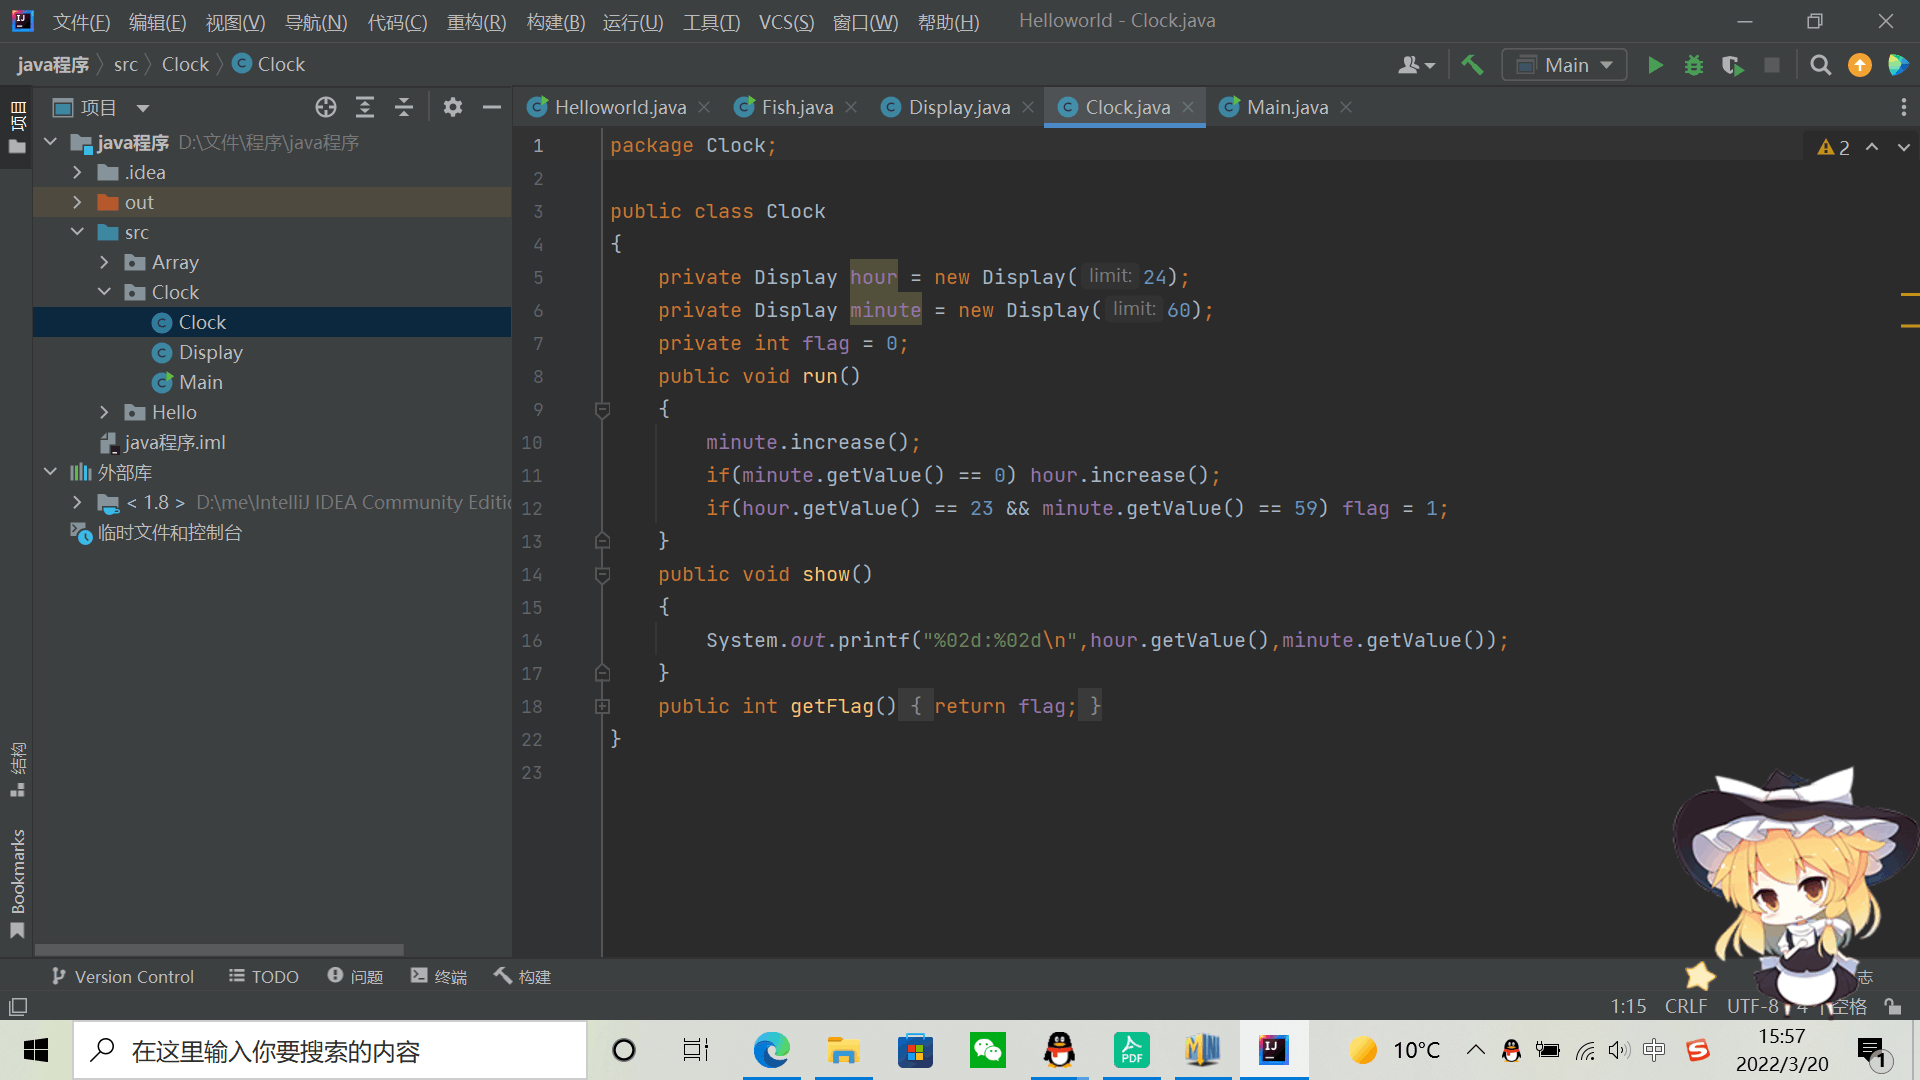 文件(F) 编辑(E) 视图(V) 导航(N) 代码(C) 重构(R) 构建(B) 运行(U) 工具(T) VCS(S) 窗口(W) 帮助(H) Helloworld - Clock.java
java程序 src Clock Clock
Main
项目
项目
Helloworld.java Fish.java Display.java Clock.java Main.java
java程序 D:\文件\程序\java程序
.idea
out
src
Array
Clock
Clock
Display
Main
Hello
java程序.iml
外部库
< 1.8 > D:\me\IntelliJ IDEA Community Editio
临时文件和控制台
结构
Bookmarks
2
1 package Clock;
2
3 public class Clock
4 {
5 private Display hour = new Display( limit: 24);
6 private Display minute = new Display( limit: 60);
7 private int flag = 0;
8 public void run()
9 {
10 minute.increase();
11 if(minute.getValue() == 0) hour.increase();
12 if(hour.getValue() == 23 && minute.getValue() == 59) flag = 1;
13 }
14 public void show()
15 {
16 System.out.printf("%02d:%02d\n",hour.getValue(),minute.getValue());
17 }
18 public int getFlag() { return flag; }
22 }
23
Version Control TODO 问题 终端 构建 志
1:15 CRLF UTF-8 4 个空格
在这里输入你要搜索的内容
PDF
MINI
IJ
10°C
中
15:57
2022/3/20
1